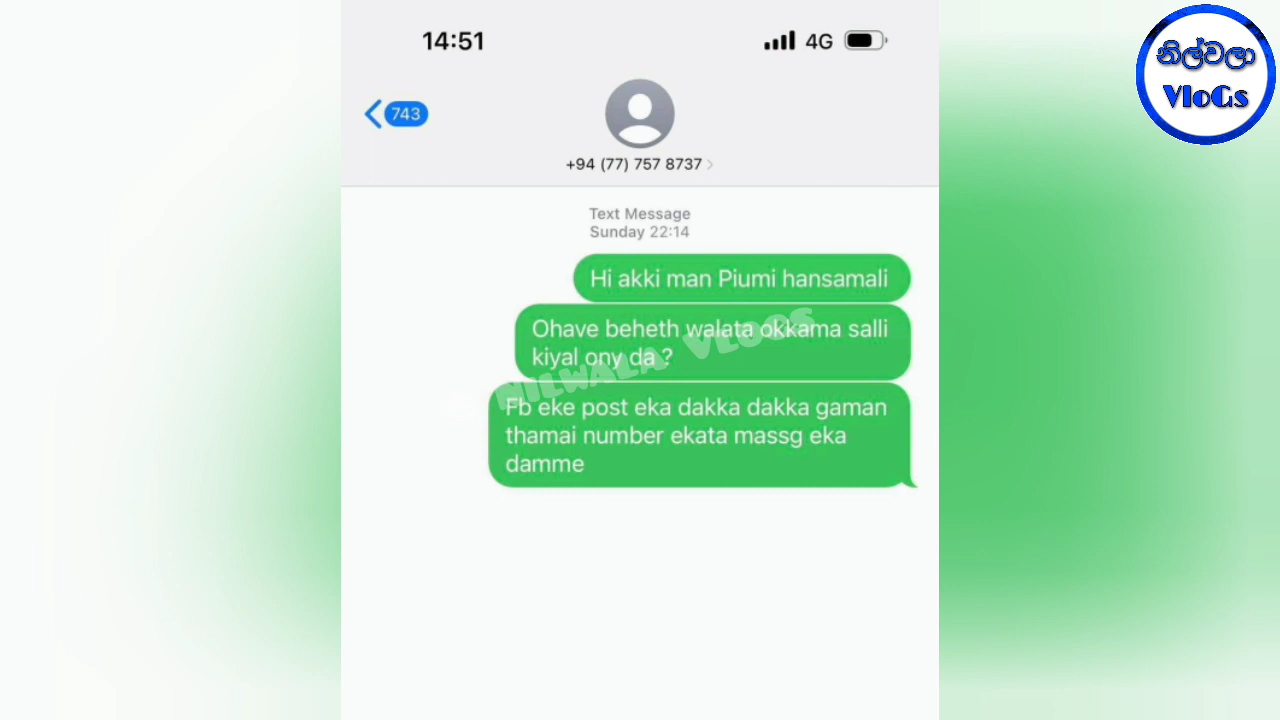 14:51
4G
නිල්වලා
VloGs
743
+94 (77) 757 8737
Text Message
Sunday 22:14
Hi akki man Piumi hansamali
Ohave beheth walata okkama salli
kiyal ony da ?
NILWALA VLOGS
Fb eke post eka dakka dakka gaman
thamai number ekata massg eka
damme